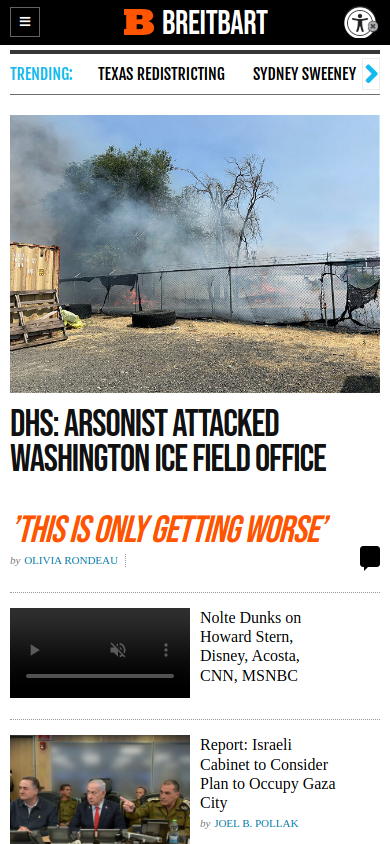 BREITBART
TRENDING: TEXAS REDISTRICTING SYDNEY SWEENEY
DHS: ARSONIST ATTACKED
WASHINGTON ICE FIELD OFFICE
'THIS IS ONLY GETTING WORSE'
by OLIVIA RONDEAU
Nolte Dunks on
Howard Stern,
Disney, Acosta,
CNN, MSNBC
Report: Israeli
Cabinet to Consider
Plan to Occupy Gaza
City
by JOEL B. POLLAK